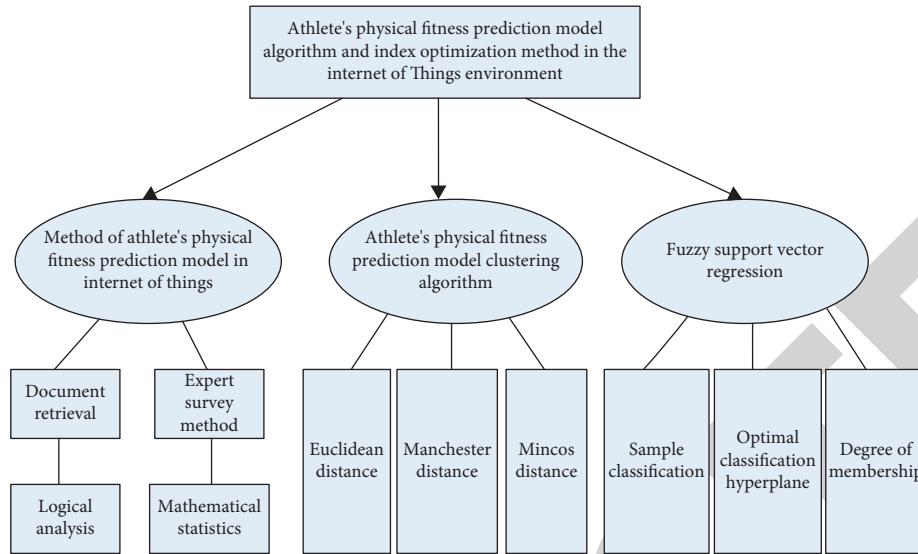 Athlete's physical fitness prediction model
algorithm and index optimization method in the
internet of Things environment
Method of athlete's physical
fitness prediction model in
internet of things
Athlete's physical fitness
prediction model clustering
algorithm
Fuzzy support vector
regression
Document
retrieval
Expert
survey
method
Logical
analysis
Mathematical
statistics
Euclidean
distance
Manchester
distance
Mincos
distance
Sample
classification
Optimal
classification
hyperplane
Degree of
membership